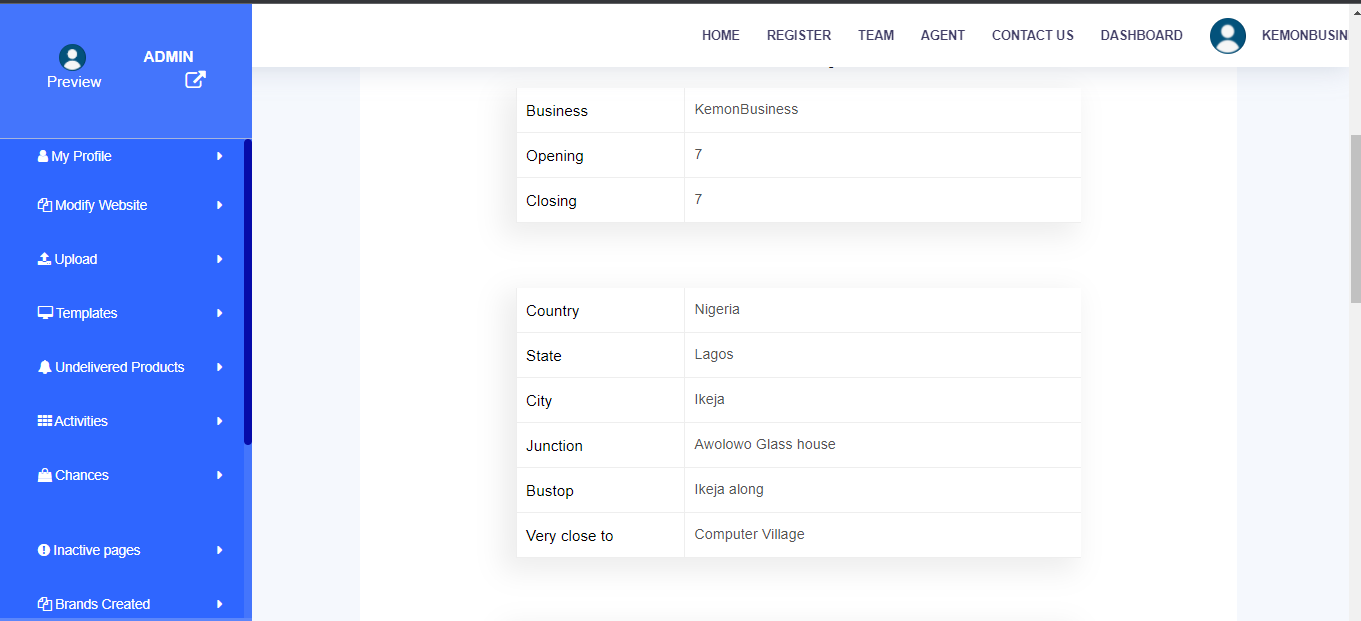 HOME REGISTER TEAM AGENT CONTACT US DASHBOARD KEMONBUSIN
ADMIN
Preview
My Profile
Modify Website
Upload
Templates
Undelivered Products
Activities
Chances
Inactive pages
Brands Created
Business KemonBusiness
Opening 7
Closing 7
Country Nigeria
State Lagos
City Ikeja
Junction Awolowo Glass house
Bustop Ikeja along
Very close to Computer Village